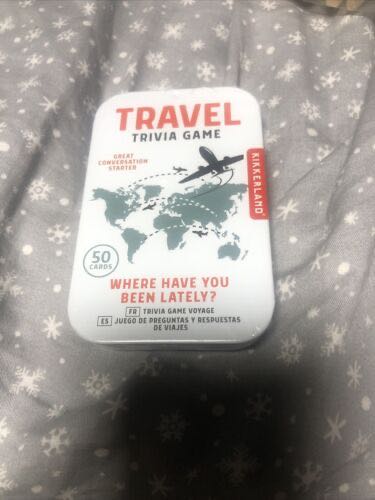 TRAVEL
TRIVIA GAME
GREAT
CONVERSATION
STARTER
KIKKERLAND
50
CARDS
WHERE HAVE YOU
BEEN LATELY?
FR TRIVIA GAME VOYAGE
ES JUEGO DE PREGUNTAS Y RESPUESTAS
DE VIAJES